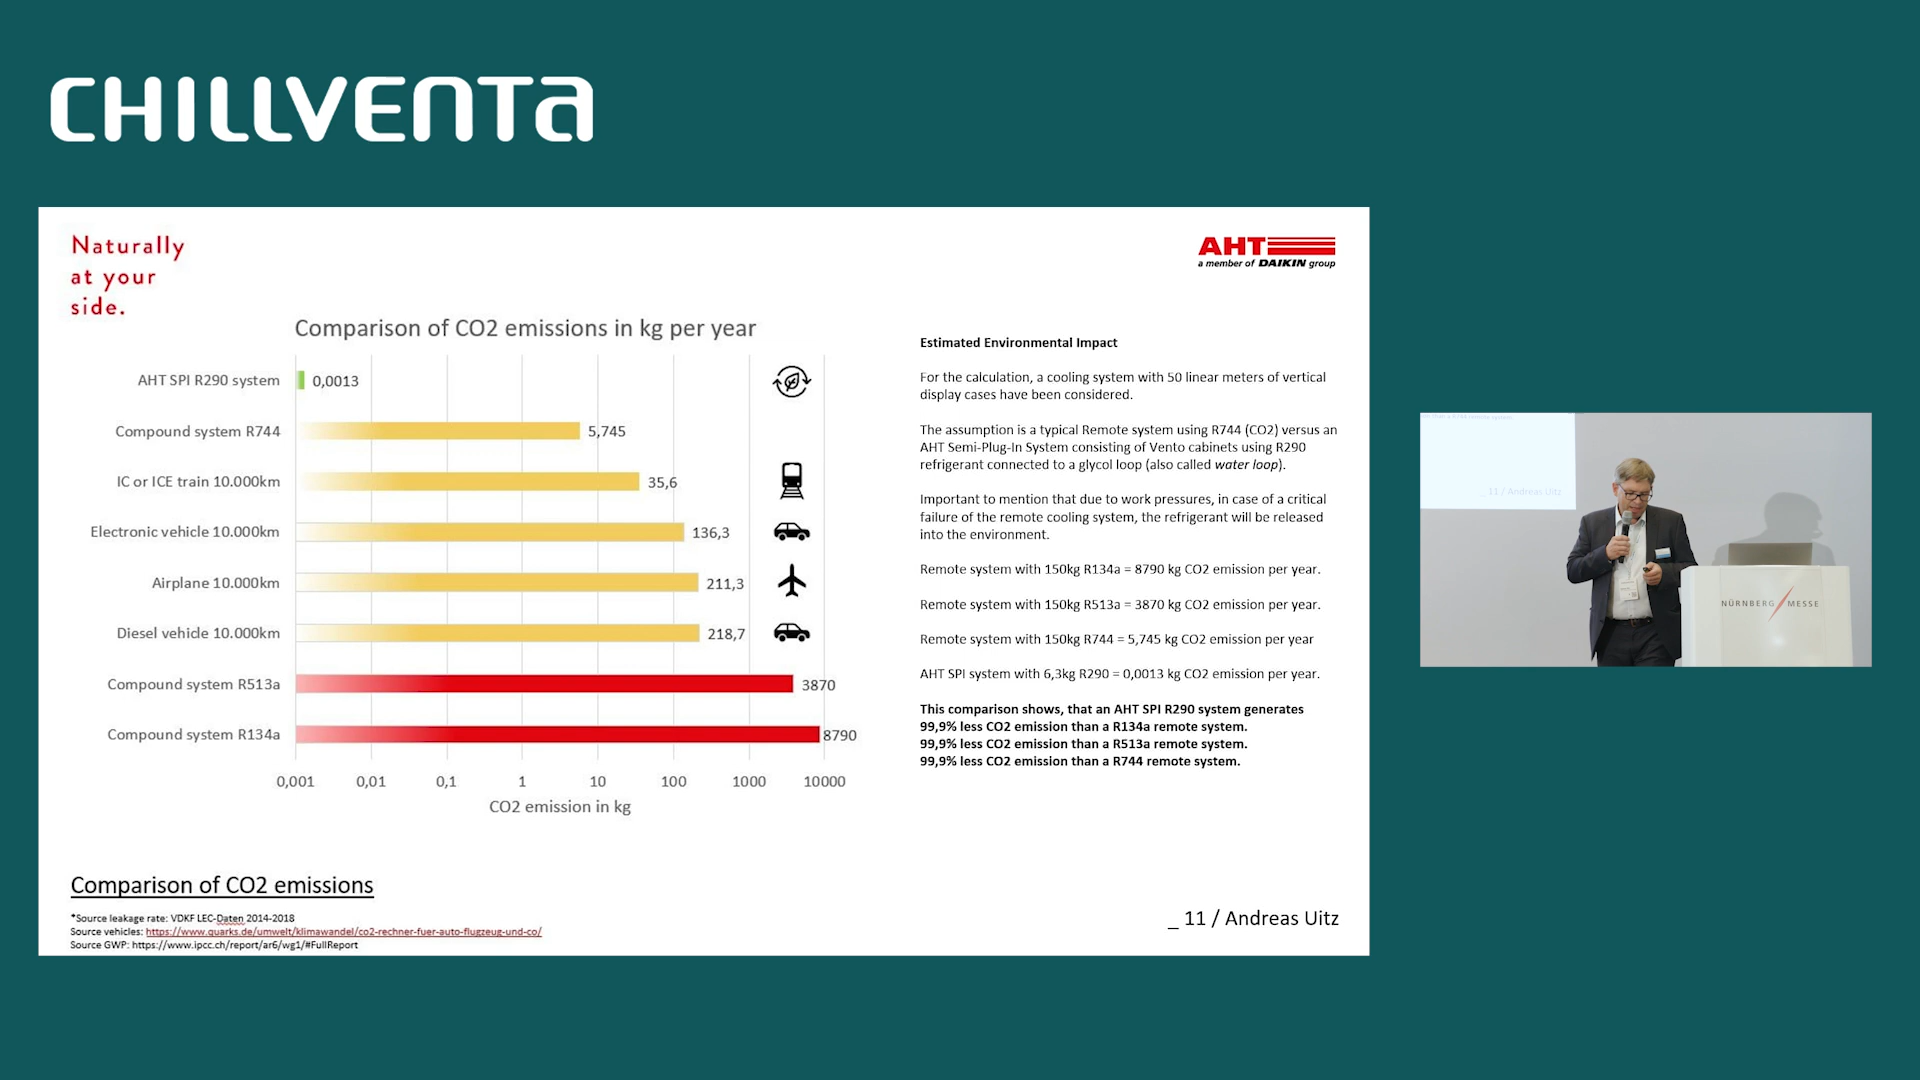 CHILLVENTA
Naturally
at your
side.
AHT
a member of DAIKIN group
Comparison of CO2 emissions in kg per year
AHT SPI R290 system 0,0013
Compound system R744 5,745
IC or ICE train 10.000km 35,6
Electronic vehicle 10.000km 136,3
Airplane 10.000km 211,3
Diesel vehicle 10.000km 218,7
Compound system R513a 3870
Compound system R134a 8790
0,001 0,01 0,1 1 10 100 1000 10000
CO2 emission in kg
Estimated Environmental Impact
For the calculation, a cooling system with 50 linear meters of vertical
display cases have been considered.
The assumption is a typical Remote system using R744 (CO2) versus an
AHT Semi-Plug-In System consisting of Vento cabinets using R290
refrigerant connected to a glycol loop (also called water loop).
Important to mention that due to work pressures, in case of a critical
failure of the remote cooling system, the refrigerant will be released
into the environment.
Remote system with 150kg R134a = 8790 kg CO2 emission per year.
Remote system with 150kg R513a = 3870 kg CO2 emission per year.
Remote system with 150kg R744 = 5,745 kg CO2 emission per year
AHT SPI system with 6,3kg R290 = 0,0013 kg CO2 emission per year.
This comparison shows, that an AHT SPI R290 system generates
99,9% less CO2 emission than a R134a remote system.
99,9% less CO2 emission than a R513a remote system.
99,9% less CO2 emission than a R744 remote system.
Comparison of CO2 emissions
*Source leakage rate: VDKF LEC-Daten 2014-2018
Source vehicles: https://www.quarks.de/umwelt/klimawandel/co2-rechner-fuer-auto-flugzeug-und-co/
Source GWP: https://www.ipcc.ch/report/ar6/wg1/#FullReport
_ 11 / Andreas Uitz
_ 11 / Andreas Uitz
NÜRNBERG MESSE